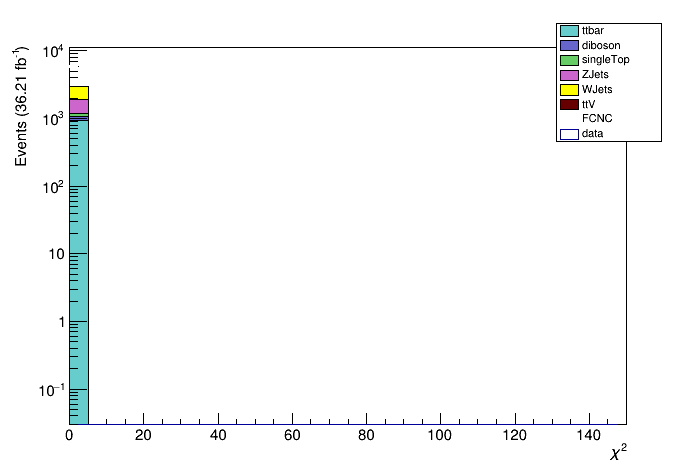 Events (36.21 fb⁻¹)
10⁴
10³
10²
10
1
10⁻¹
0 20 40 60 80 100 120 140
χ²
ttbar
diboson
singleTop
ZJets
WJets
ttV
FCNC
data